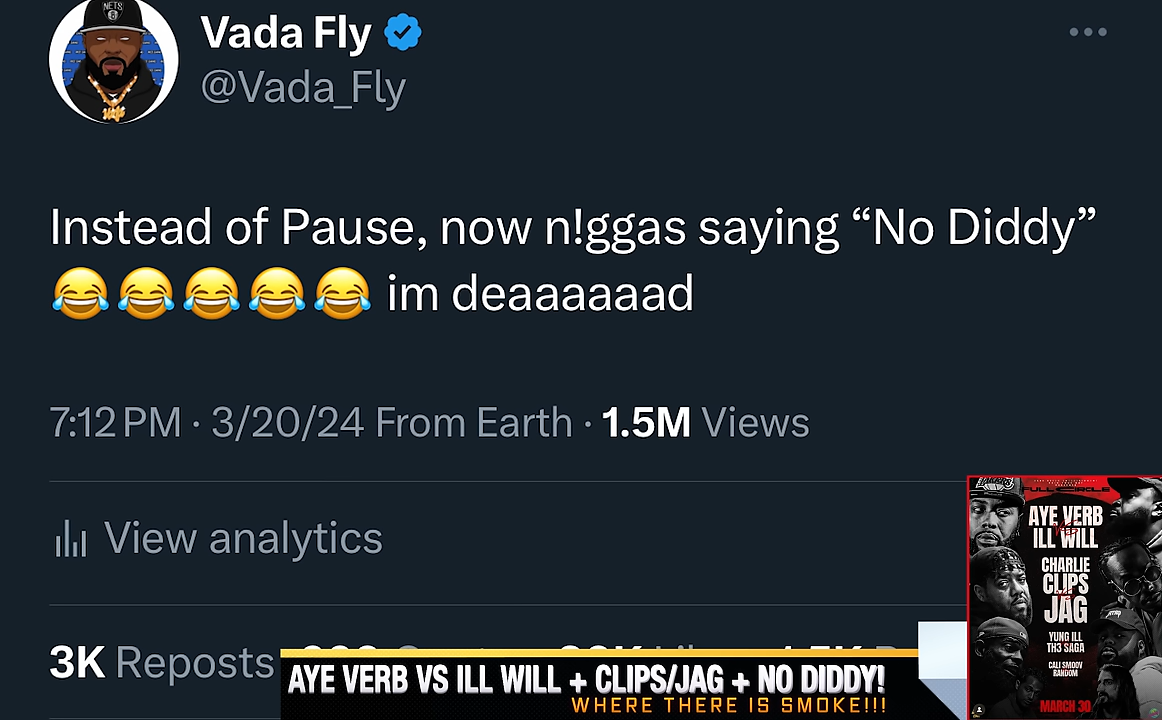 NETS
Vada Fly
@Vada_Fly
Instead of Pause, now n!ggas saying “No Diddy”
😂😂😂😂😂 im deaaaaaad
7:12 PM · 3/20/24 From Earth · 1.5M Views
View analytics
3K Reposts
AYE VERB VS ILL WILL + CLIPS/JAG + NO DIDDY!
WHERE THERE IS SMOKE!!!
AYE VERB
VS
ILL WILL
CHARLIE
CLIPS
VS
JAG
YUNG ILL
TH3 SAGA
CALI SMOOV
RANDOM
MARCH 30